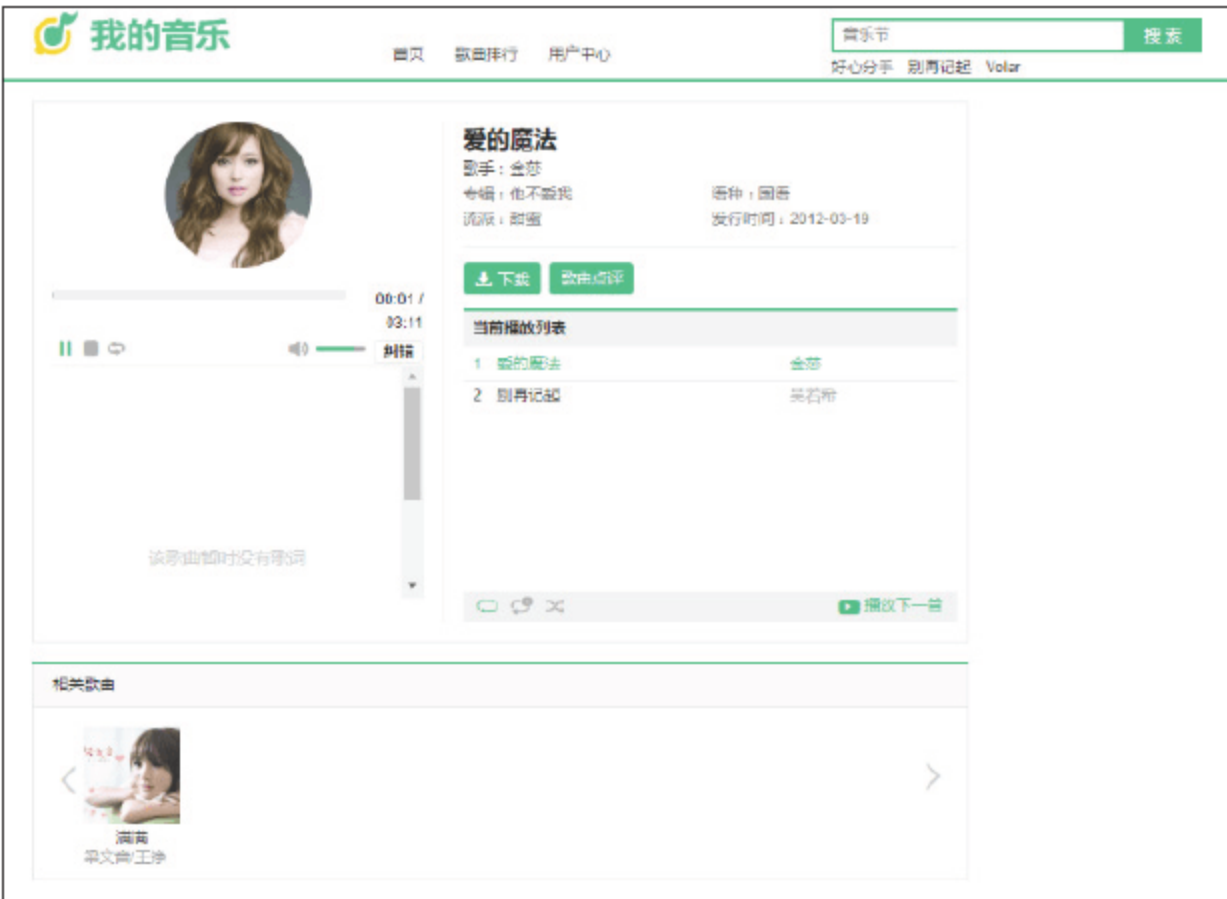 我的音乐
首页 歌曲排行 用户中心
音乐节 搜 索
好心分手 别再记起 Volar
爱的魔法
歌手：金莎
专辑：他不爱我 语种：国语
流派：甜蜜 发行时间：2012-03-19
下载 歌曲点评
00:01 /
03:11
纠错
当前播放列表
1 爱的魔法 金莎
2 别再记起 吴若希
该歌曲暂时没有歌词
播放下一首
相关歌曲
满满
梁文音/王铮